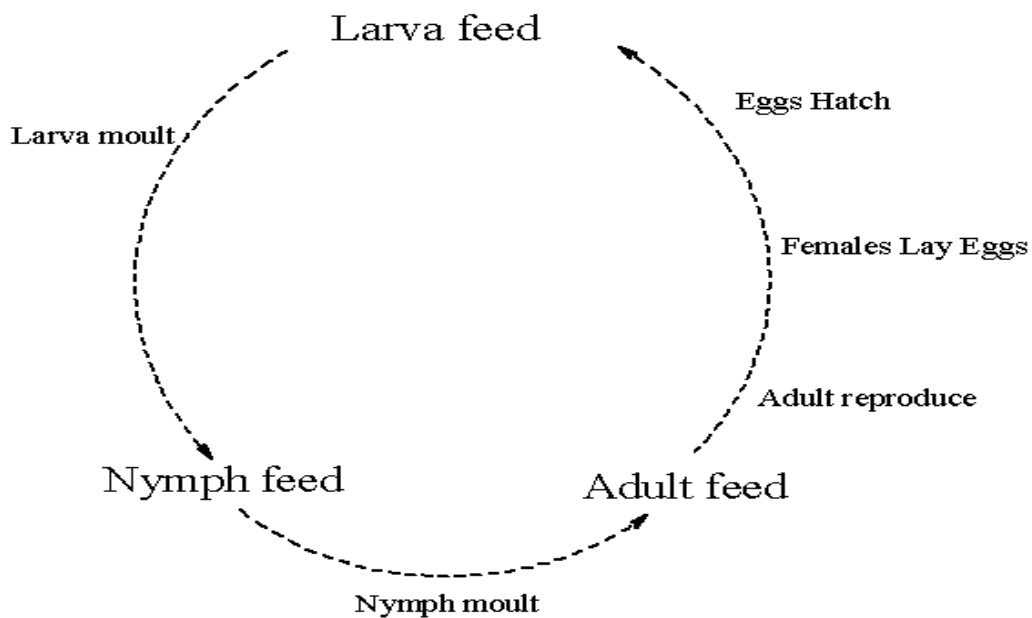 Larva feed
Eggs Hatch
Larva moult
Females Lay Eggs
Adult reproduce
Nymph feed
Adult feed
Nymph moult